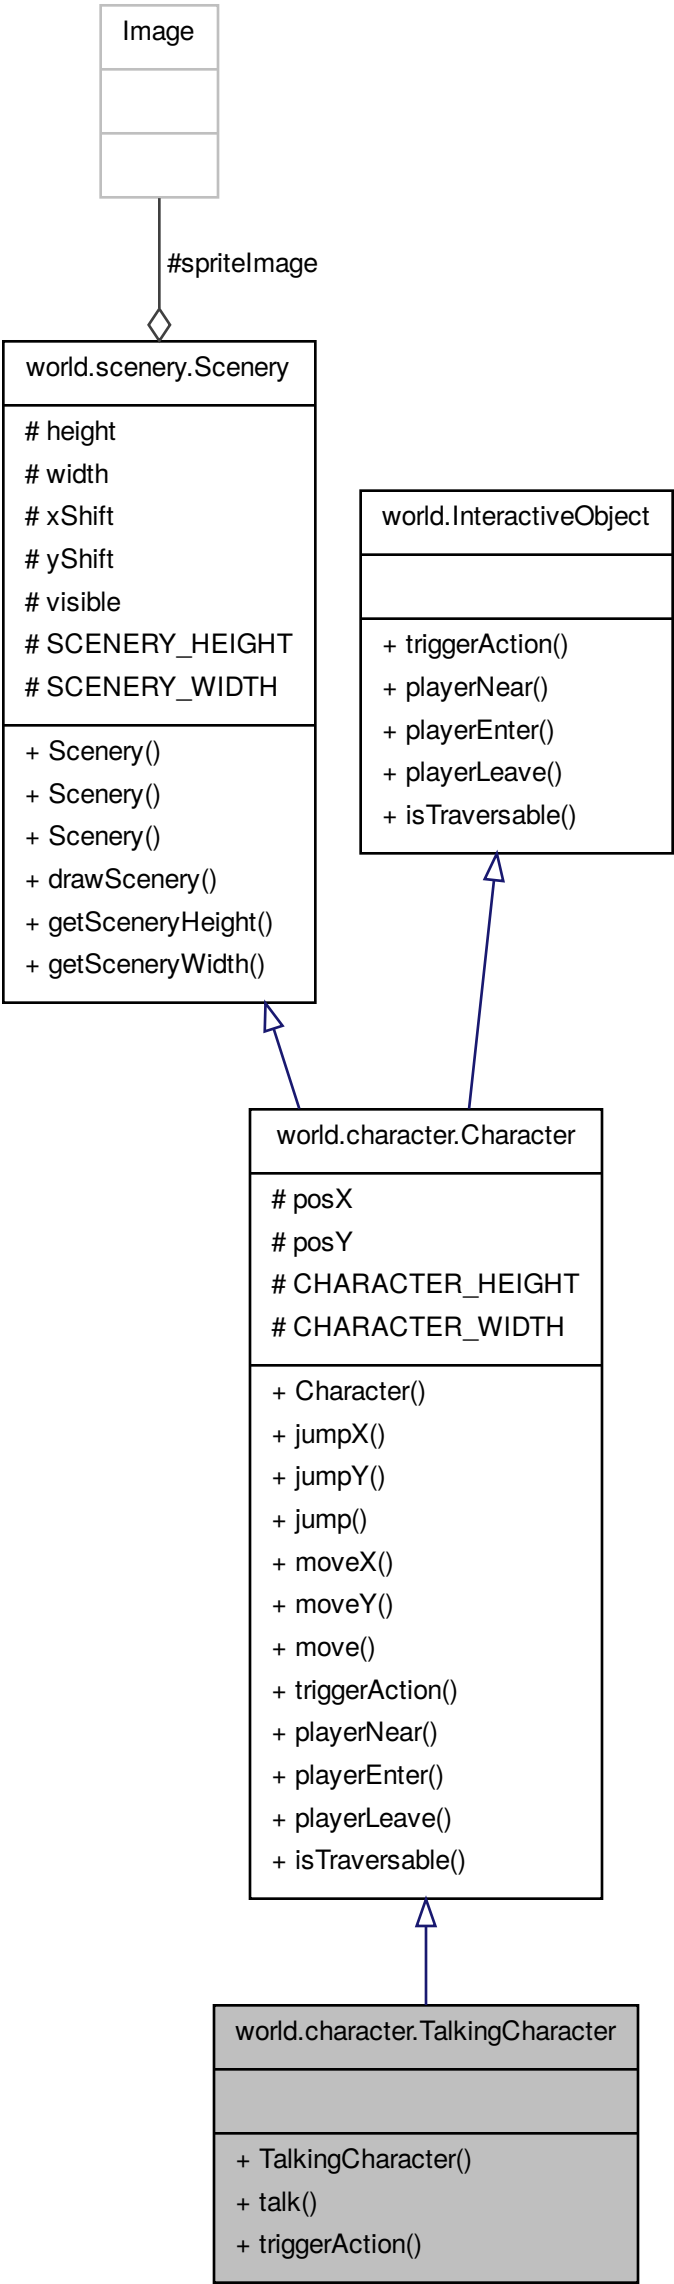 Image
#spriteImage
world.scenery.Scenery
# height
# width
# xShift
# yShift
# visible
# SCENERY_HEIGHT
# SCENERY_WIDTH
+ Scenery()
+ Scenery()
+ Scenery()
+ drawScenery()
+ getSceneryHeight()
+ getSceneryWidth()
world.InteractiveObject
+ triggerAction()
+ playerNear()
+ playerEnter()
+ playerLeave()
+ isTraversable()
world.character.Character
# posX
# posY
# CHARACTER_HEIGHT
# CHARACTER_WIDTH
+ Character()
+ jumpX()
+ jumpY()
+ jump()
+ moveX()
+ moveY()
+ move()
+ triggerAction()
+ playerNear()
+ playerEnter()
+ playerLeave()
+ isTraversable()
world.character.TalkingCharacter
+ TalkingCharacter()
+ talk()
+ triggerAction()